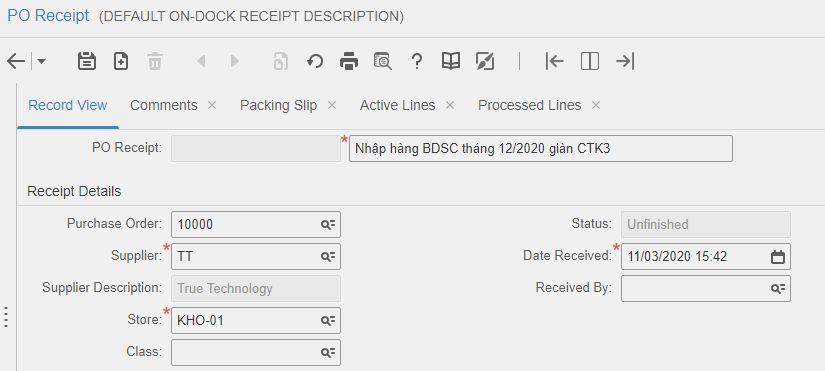 PO Receipt (DEFAULT ON-DOCK RECEIPT DESCRIPTION)
Record View Comments × Packing Slip × Active Lines × Processed Lines ×
PO Receipt: * Nhập hàng BDSC tháng 12/2020 giàn CTK3
Receipt Details
Purchase Order: 10000 Status: Unfinished
Supplier: * TT Date Received: * 11/03/2020 15:42
Supplier Description: True Technology Received By:
Store: * KHO-01
Class: